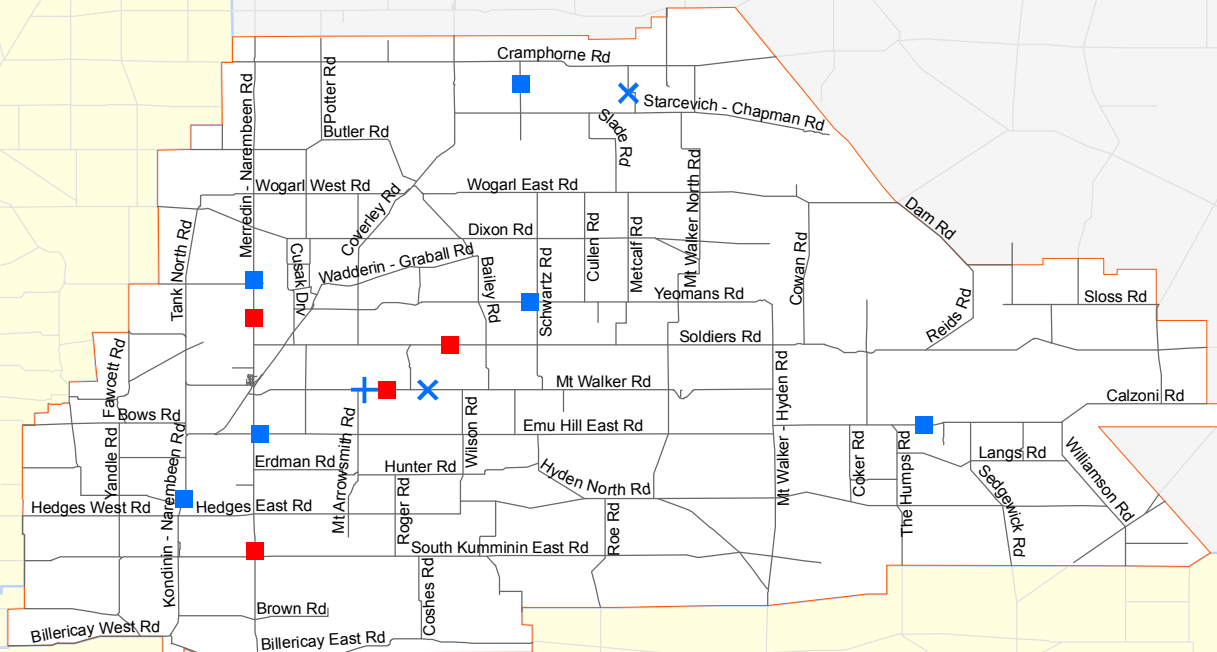 Cramphorne Rd
Potter Rd
Merredin - Narembeen Rd
Starcevich - Chapman Rd
Slade Rd
Butler Rd
Wogarl West Rd
Wogarl East Rd
Mt Walker North Rd
Coverley Rd
Dam Rd
Dixon Rd
Cullen Rd
Metcalf Rd
Tank North Rd
Cusak Driv
Wadderin - Graball Rd
Bailey Rd
Schwartz Rd
Cowan Rd
Yeomans Rd
Sloss Rd
Reids Rd
Soldiers Rd
Fawcett Rd
Mt Walker Rd
Mt Walker - Hyden Rd
Calzoni Rd
Bows Rd
Mt Arrowsmith Rd
Wilson Rd
Emu Hill East Rd
Yandle Rd
Kondinin - Narembeen Rd
Erdman Rd
Hunter Rd
Hyden North Rd
Coker Rd
The Humps Rd
Langs Rd
Williamson Rd
Sedgewick Rd
Hedges West Rd
Hedges East Rd
Roger Rd
Roe Rd
South Kumminin East Rd
Coshes Rd
Brown Rd
Billericay West Rd
Billericay East Rd